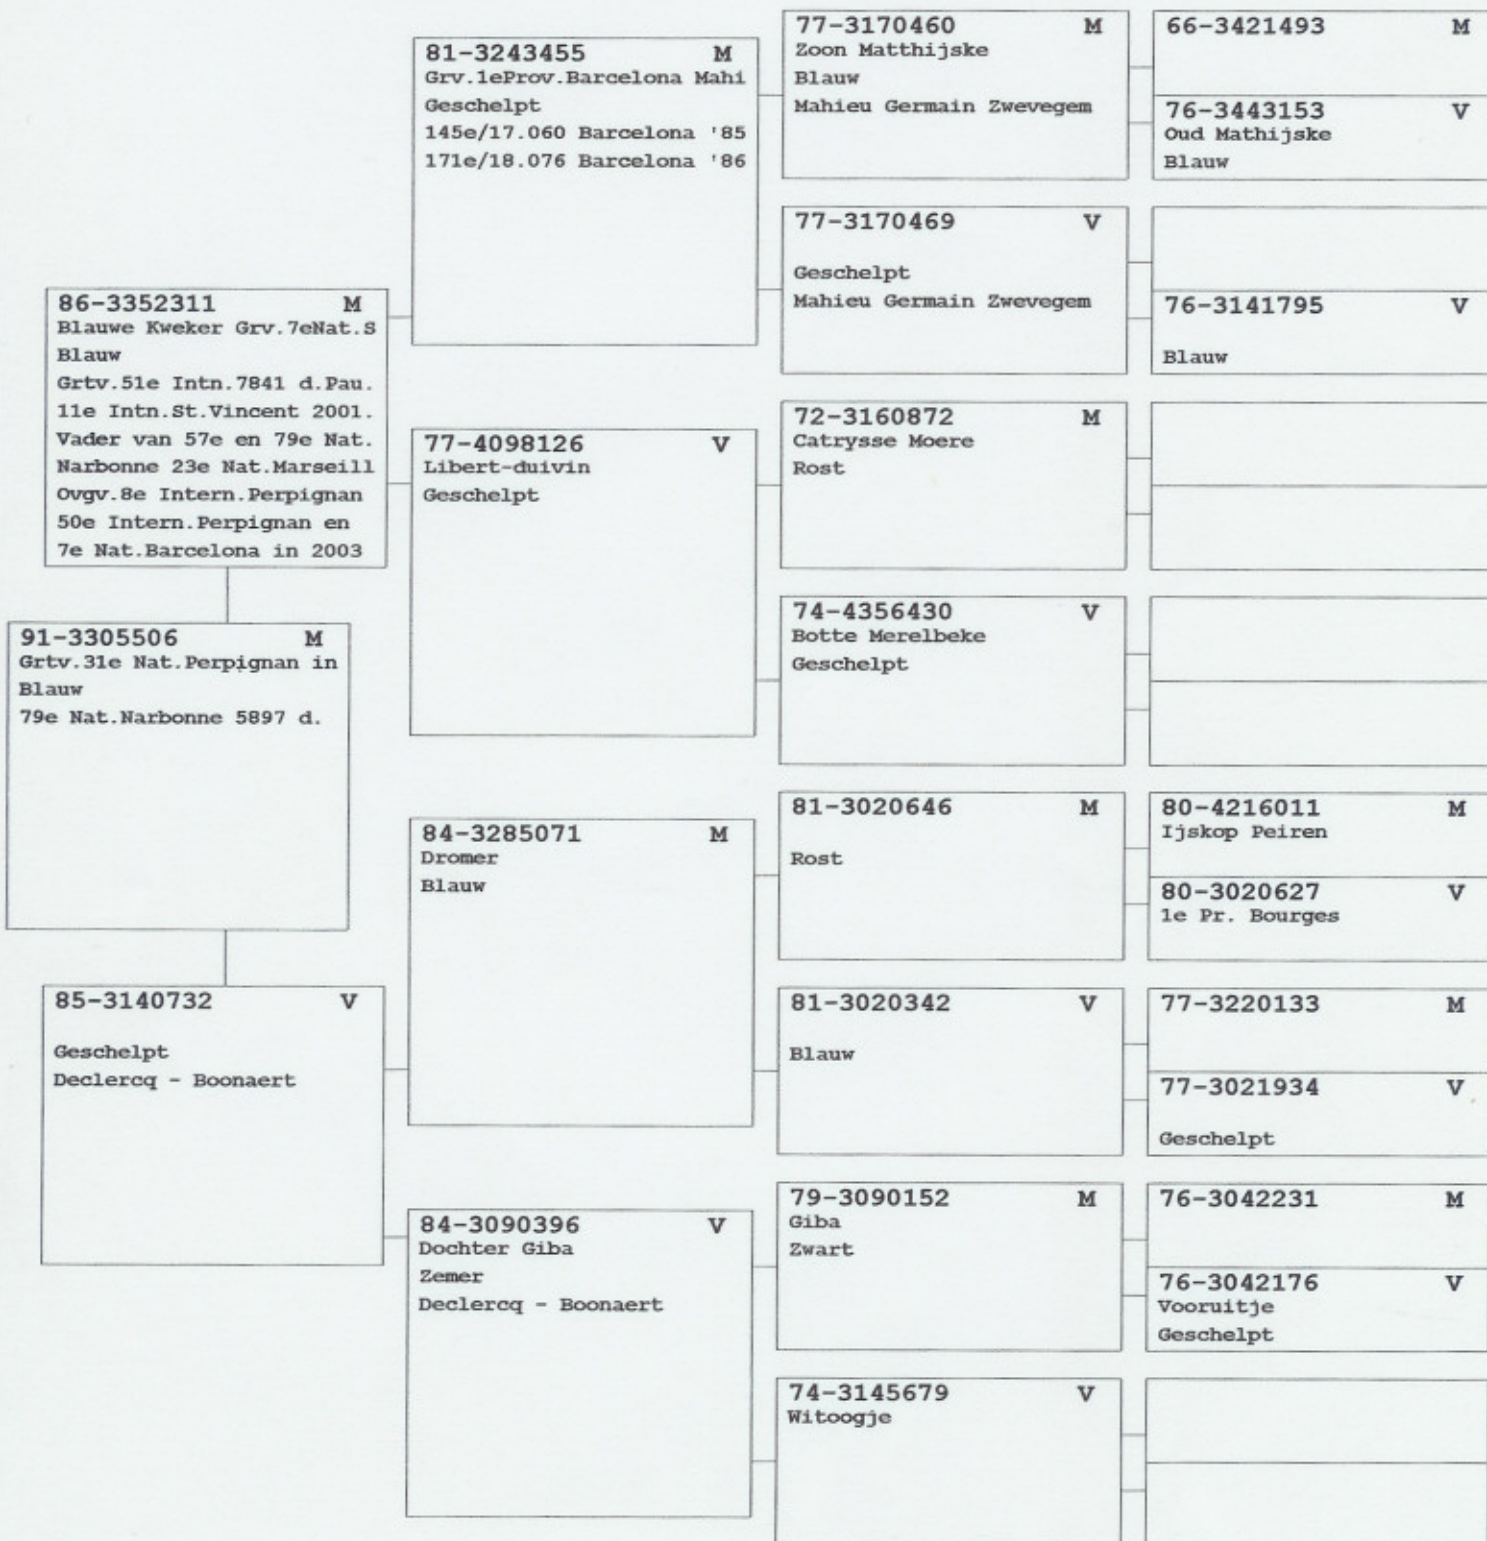 86-3352311 M
Blauwe Kweker Grv.7eNat.S
Blauw
Grtv.51e Intn.7841 d.Pau.
11e Intn.St.Vincent 2001.
Vader van 57e en 79e Nat.
Narbonne 23e Nat.Marseill
Ovgv.8e Intern.Perpignan
50e Intern.Perpignan en
7e Nat.Barcelona in 2003
91-3305506 M
Grtv.31e Nat.Perpignan in
Blauw
79e Nat.Narbonne 5897 d.
85-3140732 V
Geschelpt
Declercq - Boonaert
81-3243455 M
Grv.1eProv.Barcelona Mahi
Geschelpt
145e/17.060 Barcelona '85
171e/18.076 Barcelona '86
77-4098126 V
Libert-duivin
Geschelpt
84-3285071 M
Dromer
Blauw
84-3090396 V
Dochter Giba
Zemer
Declercq - Boonaert
77-3170460 M
Zoon Matthijske
Blauw
Mahieu Germain Zwevegem
77-3170469 V
Geschelpt
Mahieu Germain Zwevegem
72-3160872 M
Catrysse Moere
Rost
74-4356430 V
Botte Merelbeke
Geschelpt
81-3020646 M
Rost
81-3020342 V
Blauw
79-3090152 M
Giba
Zwart
74-3145679 V
Witoogje
66-3421493 M
76-3443153 V
Oud Mathijske
Blauw
76-3141795 V
Blauw
80-4216011 M
Ijskop Peiren
80-3020627 V
1e Pr. Bourges
77-3220133 M
77-3021934 V
Geschelpt
76-3042231 M
76-3042176 V
Vooruitje
Geschelpt